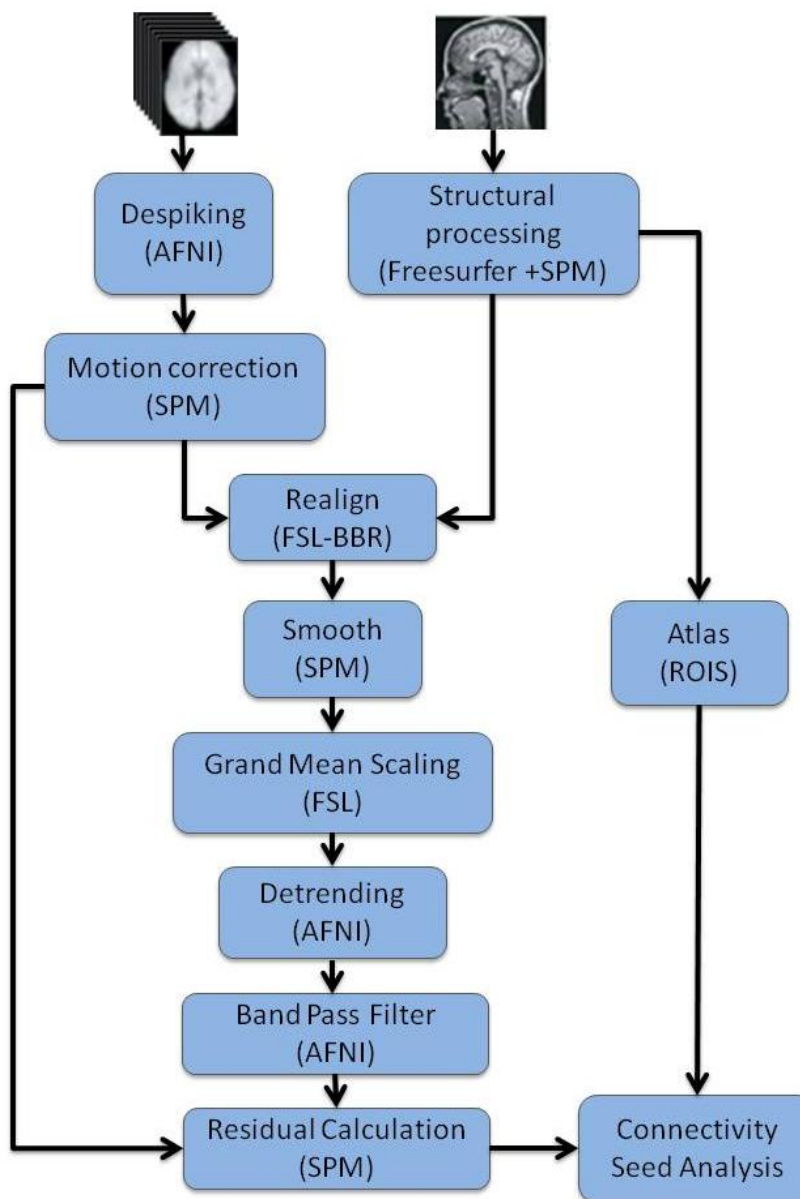 Despiking
(AFNI)
Structural
processing
(Freesurfer +SPM)
Motion correction
(SPM)
Realign
(FSL-BBR)
Smooth
(SPM)
Atlas
(ROIS)
Grand Mean Scaling
(FSL)
Detrending
(AFNI)
Band Pass Filter
(AFNI)
Residual Calculation
(SPM)
Connectivity
Seed Analysis